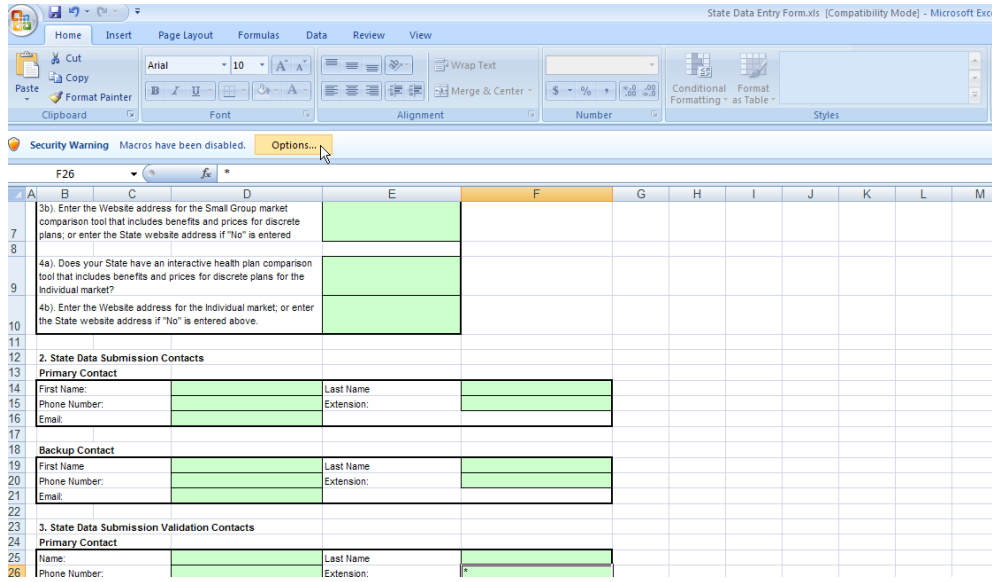 State Data Entry Form.xls [Compatibility Mode] - Microsoft Exc
Home Insert Page Layout Formulas Data Review View
Paste
Cut
Copy
Format Painter
Clipboard
Arial 10 A A
B I U A
Font
Wrap Text
Merge & Center
Alignment
$ % , .0 .00 .00 .0
Number
Conditional Formatting
Format as Table
Styles
Security Warning Macros have been disabled. Options...
F26 fx *
A B C D E F G H I J K L M
3b). Enter the Website address for the Small Group market
comparison tool that includes benefits and prices for discrete
7 plans; or enter the State website address if "No" is entered
8
4a). Does your State have an interactive health plan comparison
tool that includes benefits and prices for discrete plans for the
9 Individual market?
4b). Enter the Website address for the Individual market; or enter
10 the State website address if "No" is entered above.
11
12 2. State Data Submission Contacts
13 Primary Contact
14 First Name: Last Name
15 Phone Number: Extension:
16 Email:
17
18 Backup Contact
19 First Name Last Name
20 Phone Number: Extension:
21 Email:
22
23 3. State Data Submission Validation Contacts
24 Primary Contact
25 Name: Last Name
26 Phone Number: Extension: *